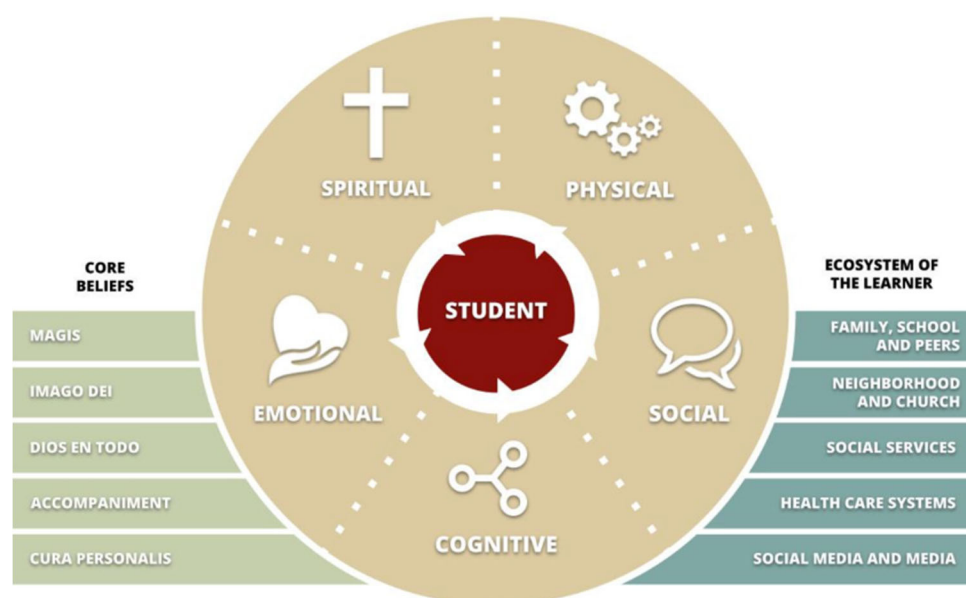 SPIRITUAL
PHYSICAL
STUDENT
EMOTIONAL
SOCIAL
COGNITIVE
CORE
BELIEFS
MAGIS
IMAGO DEI
DIOS EN TODO
ACCOMPANIMENT
CURA PERSONALIS
ECOSYSTEM OF
THE LEARNER
FAMILY, SCHOOL
AND PEERS
NEIGHBORHOOD
AND CHURCH
SOCIAL SERVICES
HEALTH CARE SYSTEMS
SOCIAL MEDIA AND MEDIA